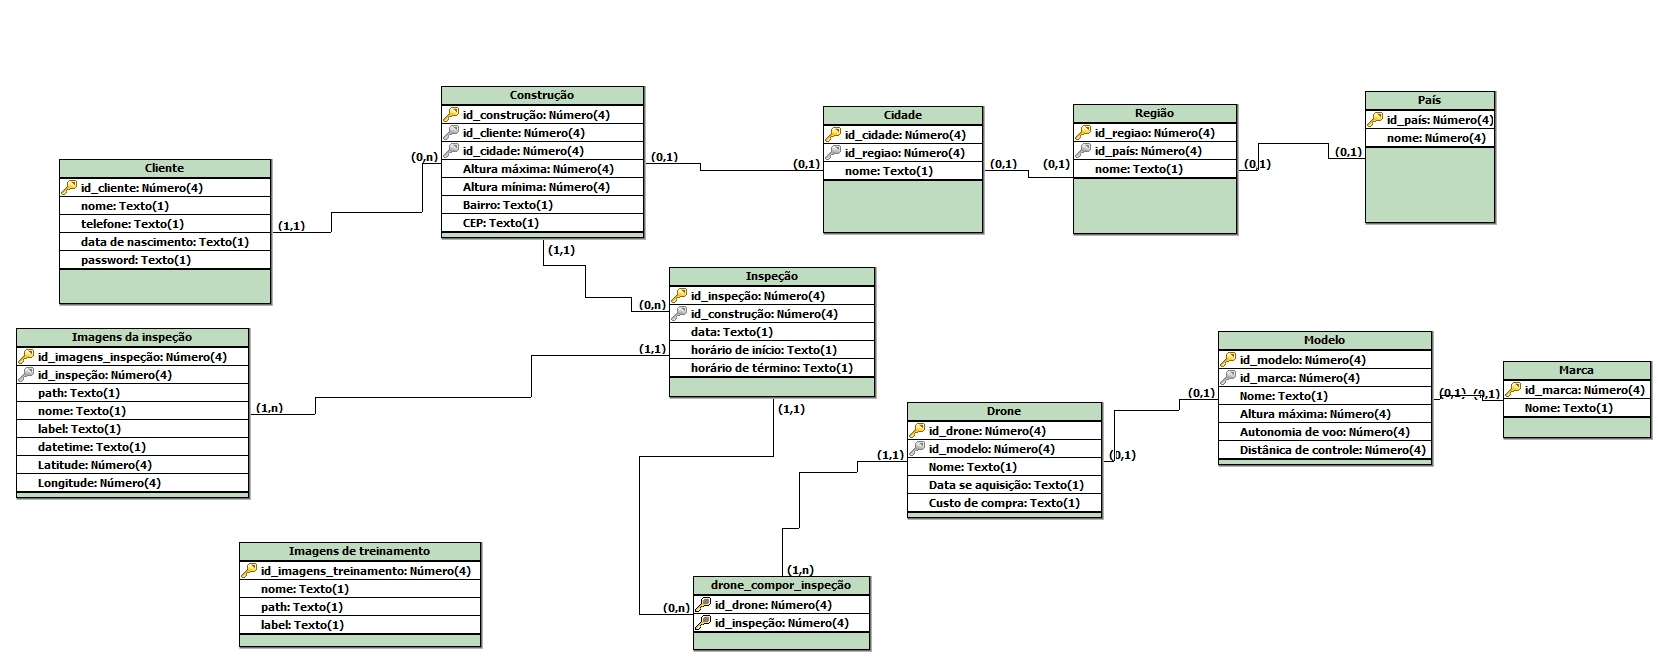 Construção
id_construção: Número(4)
id_cliente: Número(4)
id_cidade: Número(4)
Altura máxima: Número(4)
Altura mínima: Número(4)
Bairro: Texto(1)
CEP: Texto(1)
(0,n)
(0,1)
(1,1)
Cidade
id_cidade: Número(4)
id_regiao: Número(4)
nome: Texto(1)
(0,1)
(0,1)
Região
id_regiao: Número(4)
id_país: Número(4)
nome: Texto(1)
(0,1)
(0,1)
País
id_país: Número(4)
nome: Número(4)
(0,1)
Cliente
id_cliente: Número(4)
nome: Texto(1)
telefone: Texto(1)
data de nascimento: Texto(1)
password: Texto(1)
(1,1)
Inspeção
id_inspeção: Número(4)
id_construção: Número(4)
data: Texto(1)
horário de início: Texto(1)
horário de término: Texto(1)
(0,n)
(1,1)
(1,1)
Imagens da inspeção
id_imagens_inspeção: Número(4)
id_inspeção: Número(4)
path: Texto(1)
nome: Texto(1)
label: Texto(1)
datetime: Texto(1)
Latitude: Número(4)
Longitude: Número(4)
(1,n)
Modelo
id_modelo: Número(4)
id_marca: Número(4)
Nome: Texto(1)
Altura máxima: Número(4)
Autonomia de voo: Número(4)
Distânica de controle: Número(4)
(0,1)
(0,1)
(0,1)
Marca
id_marca: Número(4)
Nome: Texto(1)
Drone
id_drone: Número(4)
id_modelo: Número(4)
Nome: Texto(1)
Data se aquisição: Texto(1)
Custo de compra: Texto(1)
(1,1)
(0,1)
Imagens de treinamento
id_imagens_treinamento: Número(4)
nome: Texto(1)
path: Texto(1)
label: Texto(1)
(1,n)
drone_compor_inspeção
id_drone: Número(4)
id_inspeção: Número(4)
(0,n)